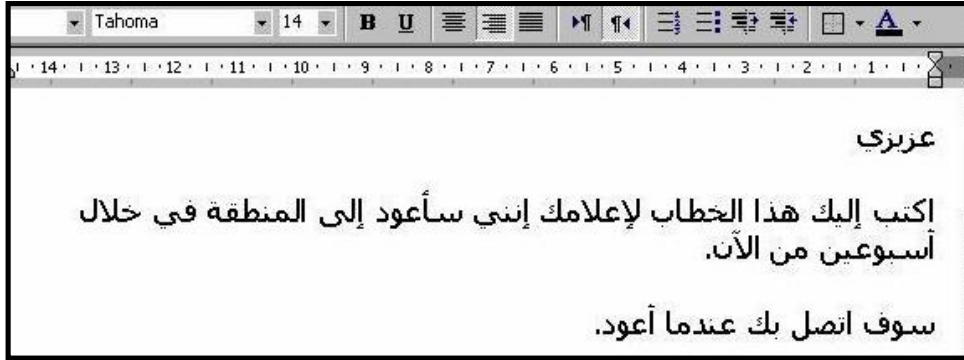 Tahoma 14 B U A
14 13 12 11 10 9 8 7 6 5 4 3 2 1
عزيزي
اكتب إليك هذا الخطاب لإعلامك إنني سأعود إلى المنطقة في خلال
أسبوعين من الآن.
سوف اتصل بك عندما أعود.